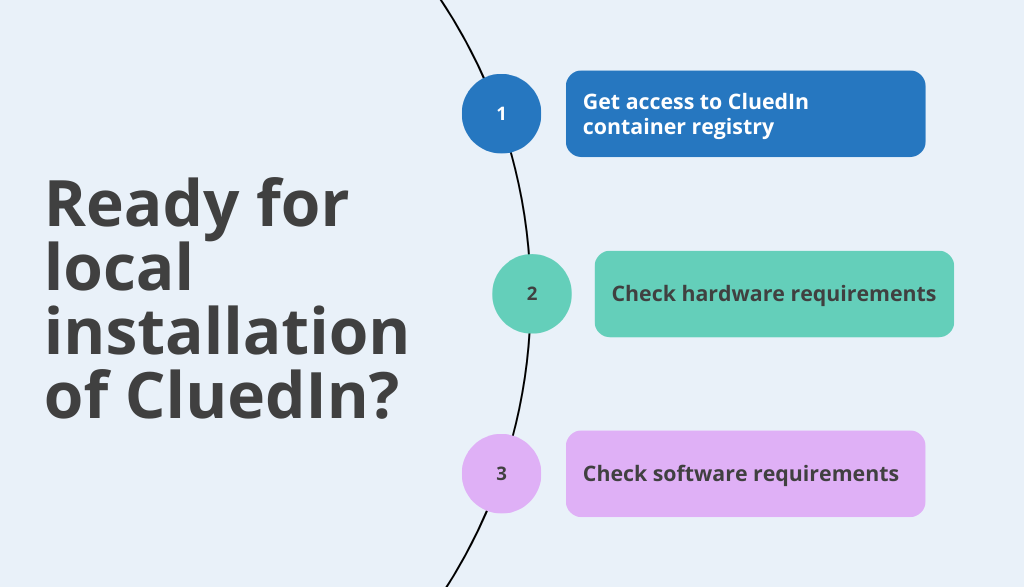 Ready for
local
installation
of CluedIn?
1
Get access to CluedIn
container registry
2
Check hardware requirements
3
Check software requirements